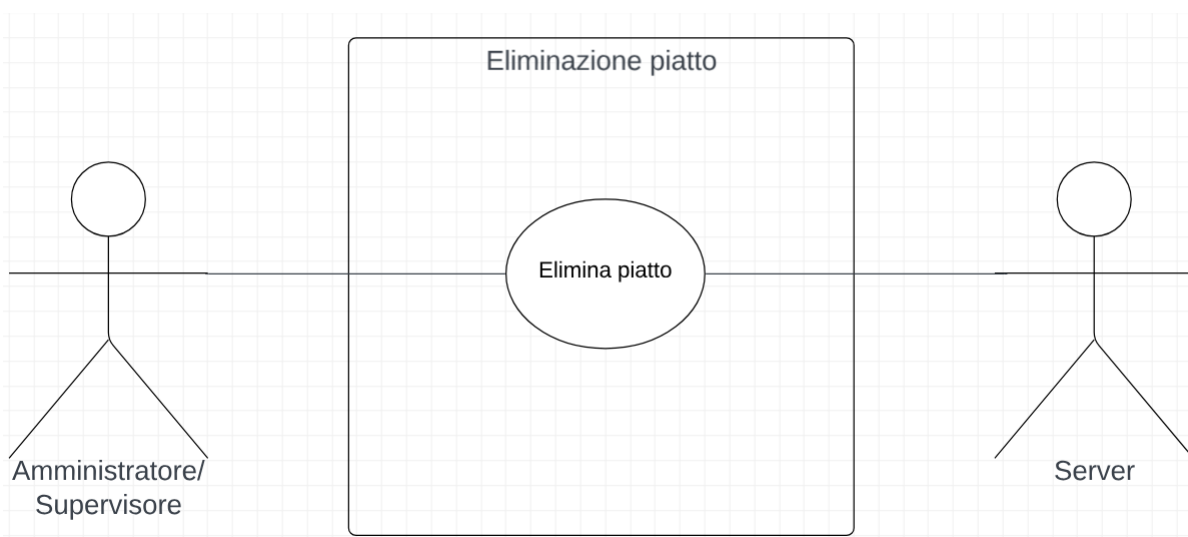 Eliminazione piatto
Elimina piatto
Amministratore/
Supervisore
Server